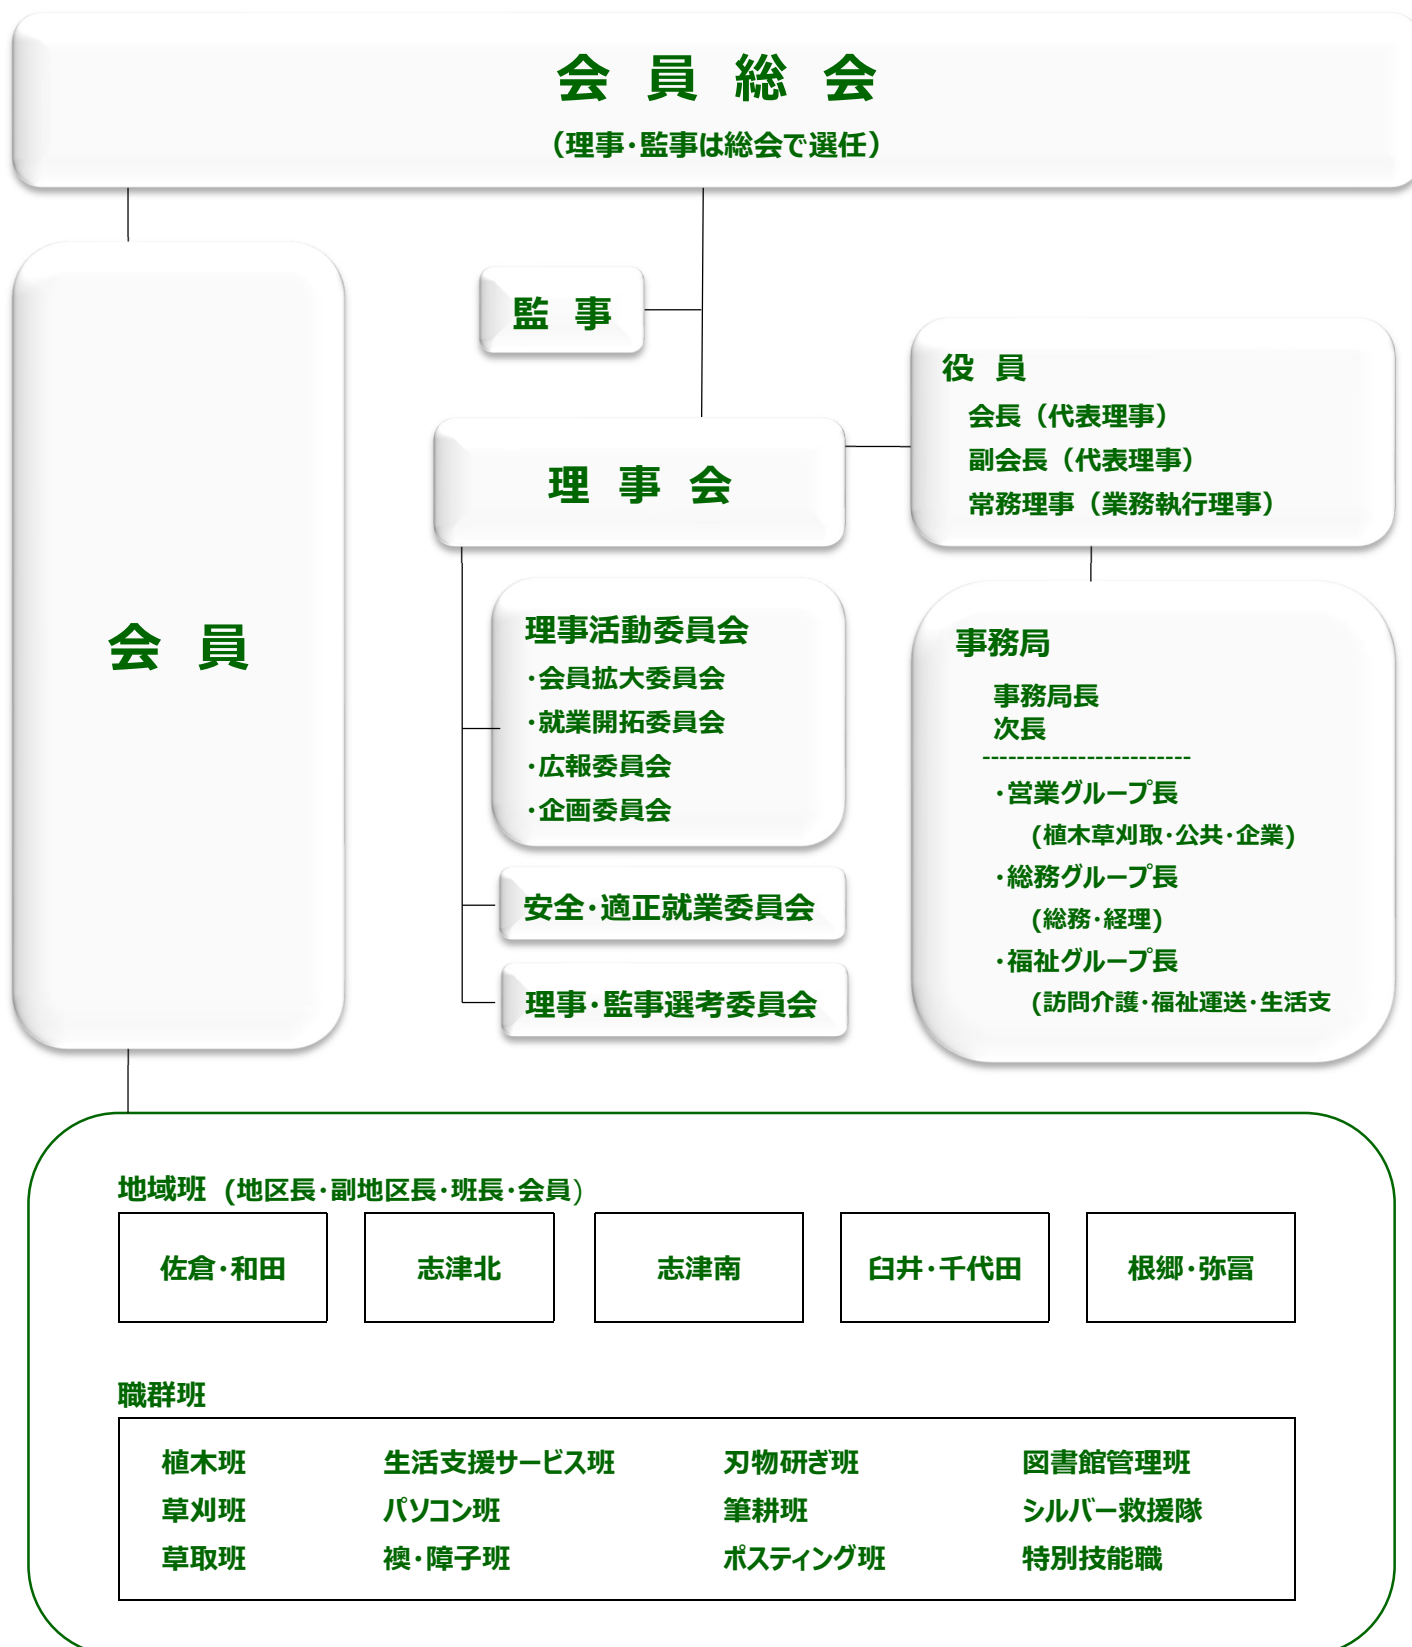 会員総会
（理事・監事は総会で選任）
監事
役員
会長（代表理事）
副会長（代表理事）
常務理事（業務執行理事）
理事会
会員
理事活動委員会
・会員拡大委員会
・就業開拓委員会
・広報委員会
・企画委員会
安全・適正就業委員会
理事・監事選考委員会
事務局
事務局長
次長
------------------------
・営業グループ長
(植木草刈取・公共・企業)
・総務グループ長
(総務・経理)
・福祉グループ長
(訪問介護・福祉運送・生活支
地域班 (地区長・副地区長・班長・会員)
佐倉・和田 志津北 志津南 臼井・千代田 根郷・弥冨
職群班
植木班 生活支援サービス班 刃物研ぎ班 図書館管理班
草刈班 パソコン班 筆耕班 シルバー救援隊
草取班 襖・障子班 ポスティング班 特別技能職